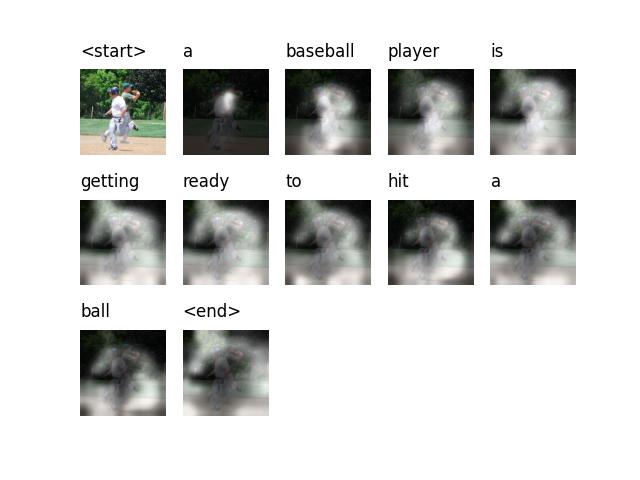 <start> a baseball player is
getting ready to hit a
ball <end>